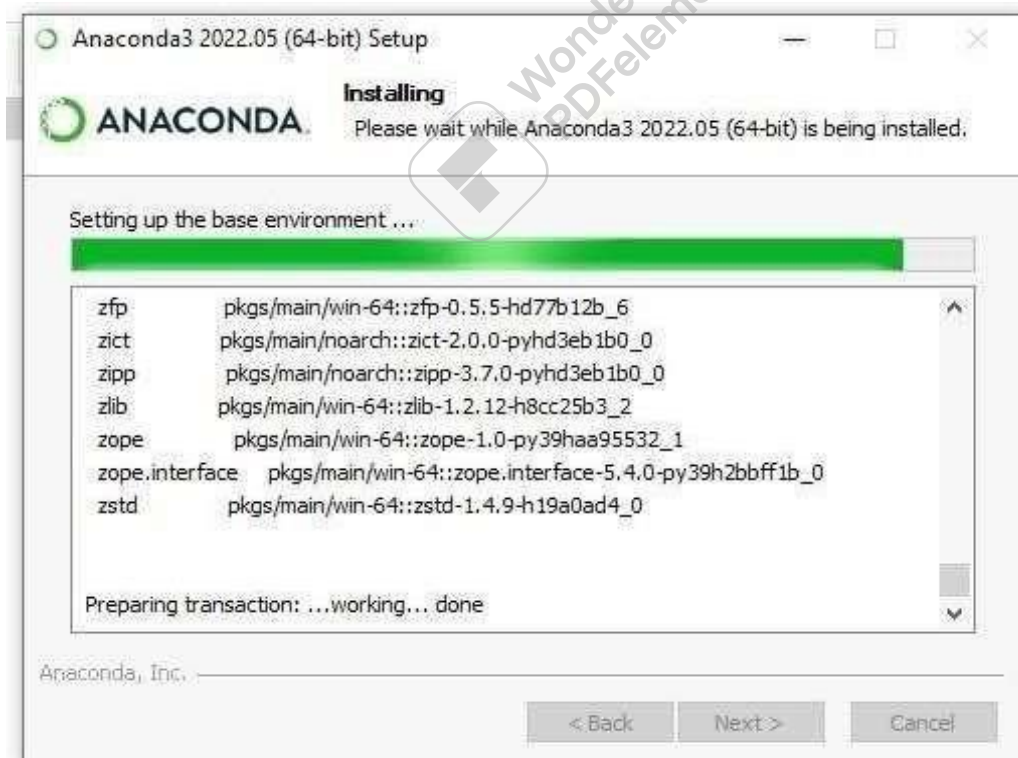 Anaconda3 2022.05 (64-bit) Setup
ANACONDA.
Installing
Please wait while Anaconda3 2022.05 (64-bit) is being installed.
Setting up the base environment ...
zfp pkgs/main/win-64::zfp-0.5.5-hd77b12b_6
zict pkgs/main/noarch::zict-2.0.0-pyhd3eb1b0_0
zipp pkgs/main/noarch::zipp-3.7.0-pyhd3eb1b0_0
zlib pkgs/main/win-64::zlib-1.2.12-h8cc25b3_2
zope pkgs/main/win-64::zope-1.0-py39haa95532_1
zope.interface pkgs/main/win-64::zope.interface-5.4.0-py39h2bbff1b_0
zstd pkgs/main/win-64::zstd-1.4.9-h19a0ad4_0
Preparing transaction: ...working... done
Anaconda, Inc.
< Back Next > Cancel